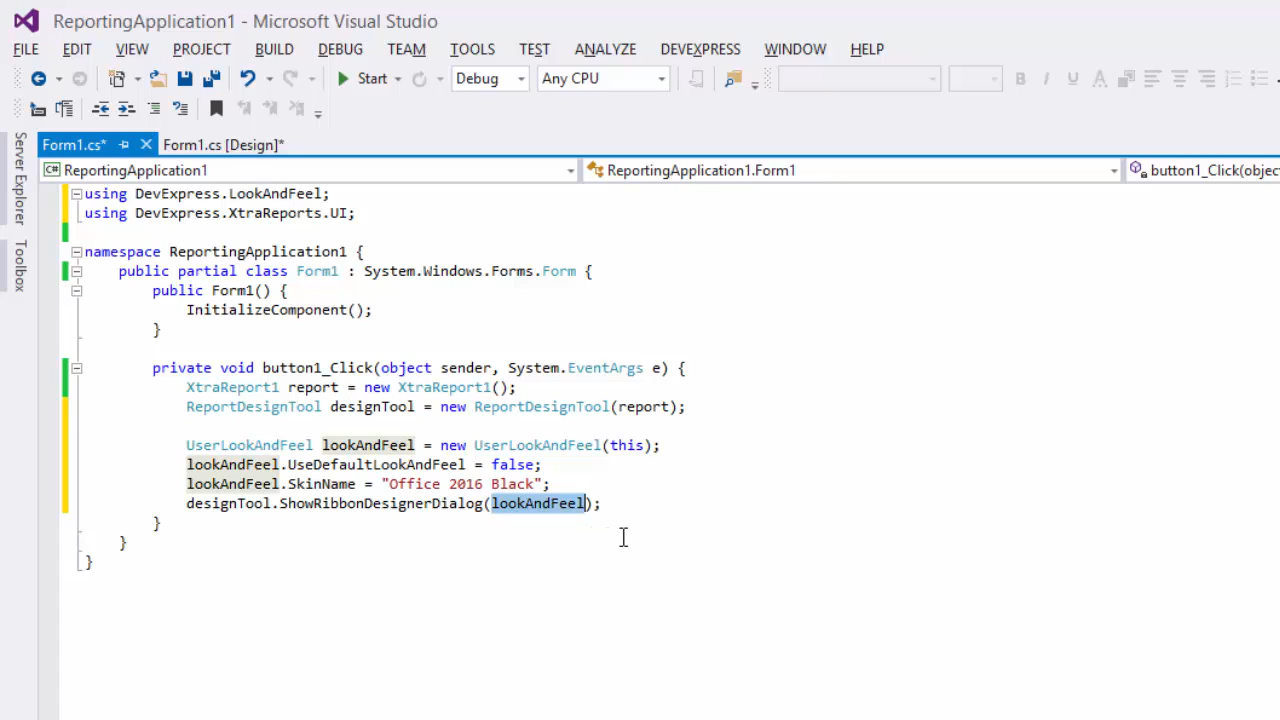 ReportingApplication1 - Microsoft Visual Studio
FILE EDIT VIEW PROJECT BUILD DEBUG TEAM TOOLS TEST ANALYZE DEVEXPRESS WINDOW HELP
Start Debug Any CPU
Form1.cs* Form1.cs [Design]*
ReportingApplication1 ReportingApplication1.Form1 button1_Click(objec
Server Explorer
Toolbox
using DevExpress.LookAndFeel;
using DevExpress.XtraReports.UI;
namespace ReportingApplication1 {
public partial class Form1 : System.Windows.Forms.Form {
public Form1() {
InitializeComponent();
}
private void button1_Click(object sender, System.EventArgs e) {
XtraReport1 report = new XtraReport1();
ReportDesignTool designTool = new ReportDesignTool(report);
UserLookAndFeel lookAndFeel = new UserLookAndFeel(this);
lookAndFeel.UseDefaultLookAndFeel = false;
lookAndFeel.SkinName = "Office 2016 Black";
designTool.ShowRibbonDesignerDialog(lookAndFeel);
}
}
}